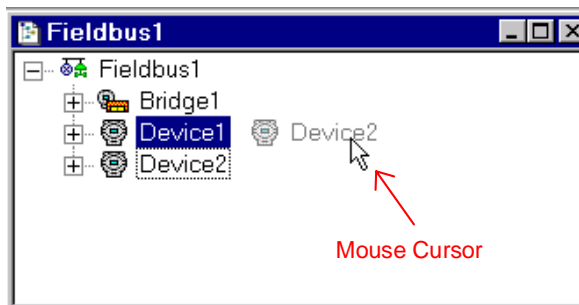 Fieldbus1
Fieldbus1
Bridge1
Device1 Device2
Device2
Mouse Cursor